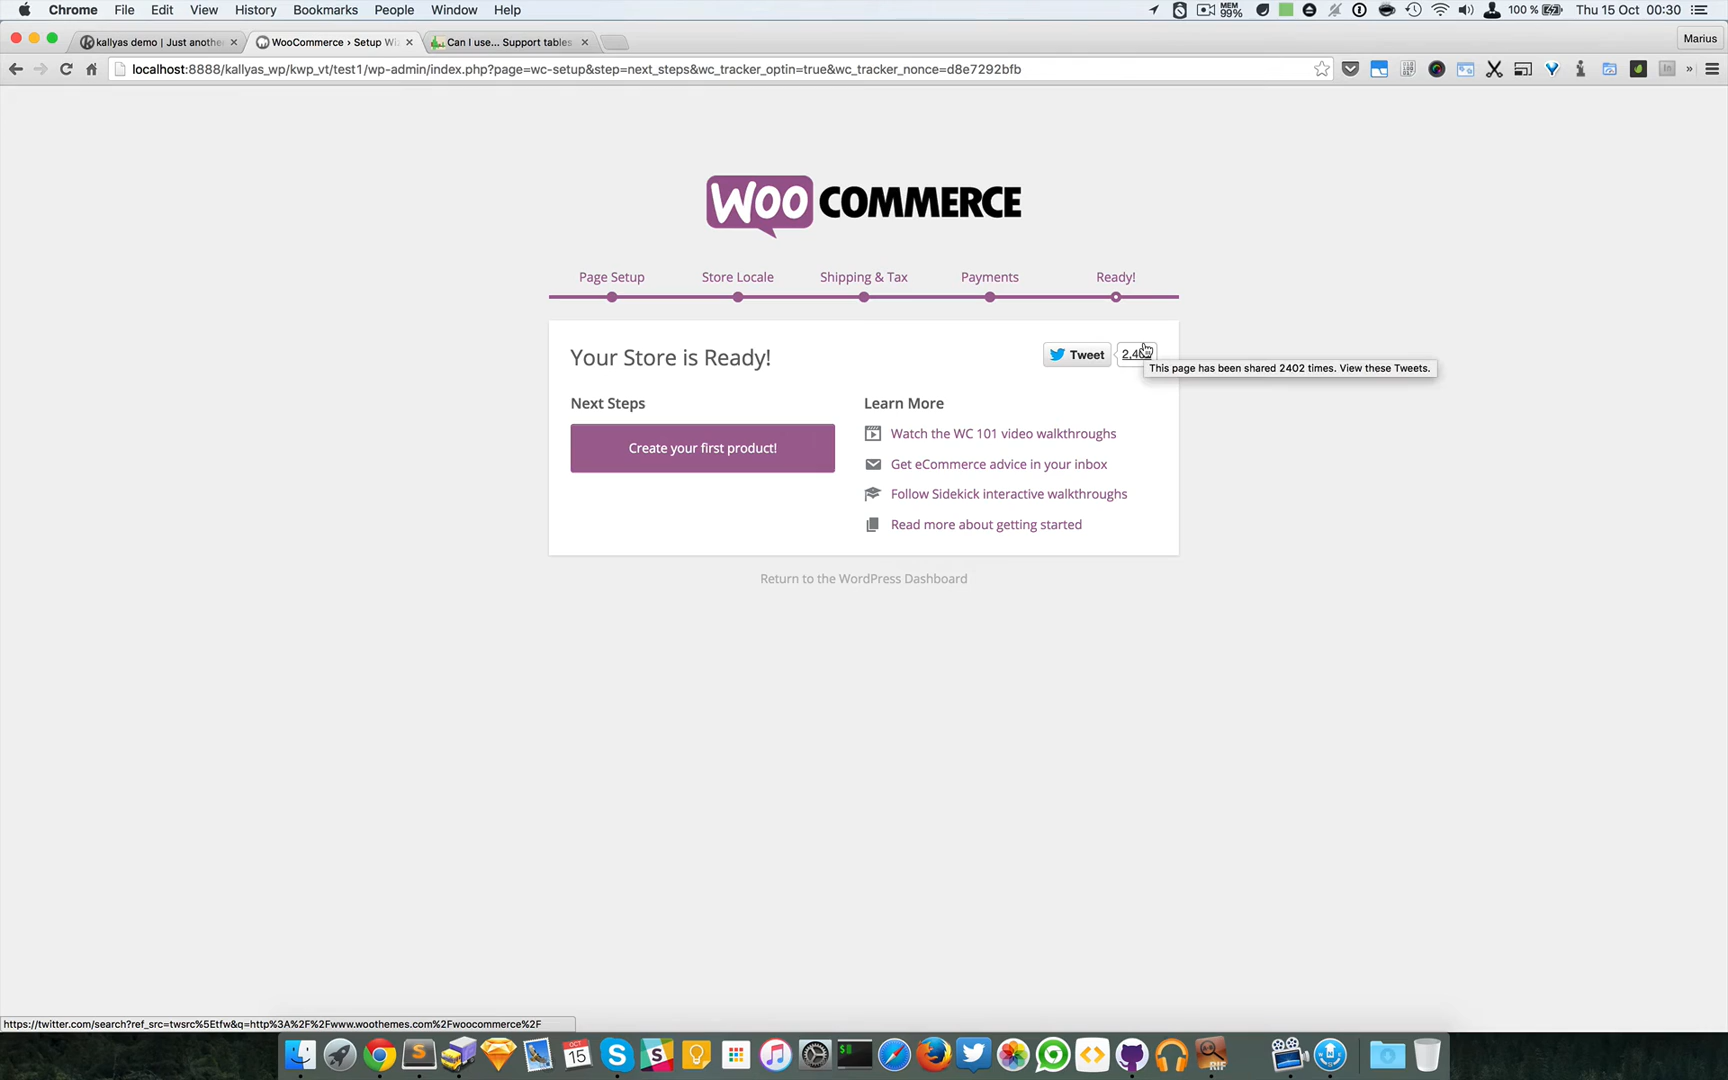 Chrome File Edit View History Bookmarks People Window Help MEM 99% 100 % Thu 15 Oct 00:30
kallyas demo | Just anothe WooCommerce › Setup Wi Can I use... Support tables Marius
localhost:8888/kallyas_wp/kwp_vt/test1/wp-admin/index.php?page=wc-setup&step=next_steps&wc_tracker_optin=true&wc_tracker_nonce=d8e7292bfb
WOO COMMERCE
Page Setup Store Locale Shipping & Tax Payments Ready!
Your Store is Ready!
Tweet
This page has been shared 2402 times. View these Tweets.
Next Steps
Create your first product!
Learn More
Watch the WC 101 video walkthroughs
Get eCommerce advice in your inbox
Follow Sidekick interactive walkthroughs
Read more about getting started
Return to the WordPress Dashboard
https://twitter.com/search?ref_src=twsrc%5Etfw&q=http%3A%2F%2Fwww.woothemes.com%2Fwoocommerce%2F
OCT
15
RIF